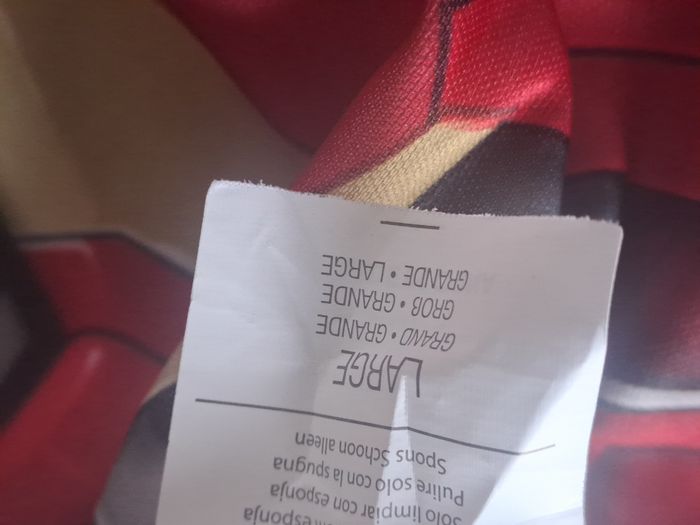 esponja
Solo limpiar con esponja
Pulire solo con la spugna
Spons Schoon alleen
LARGE
GRAND • GRANDE
GROß • GRANDE
GRANDE • LARGE